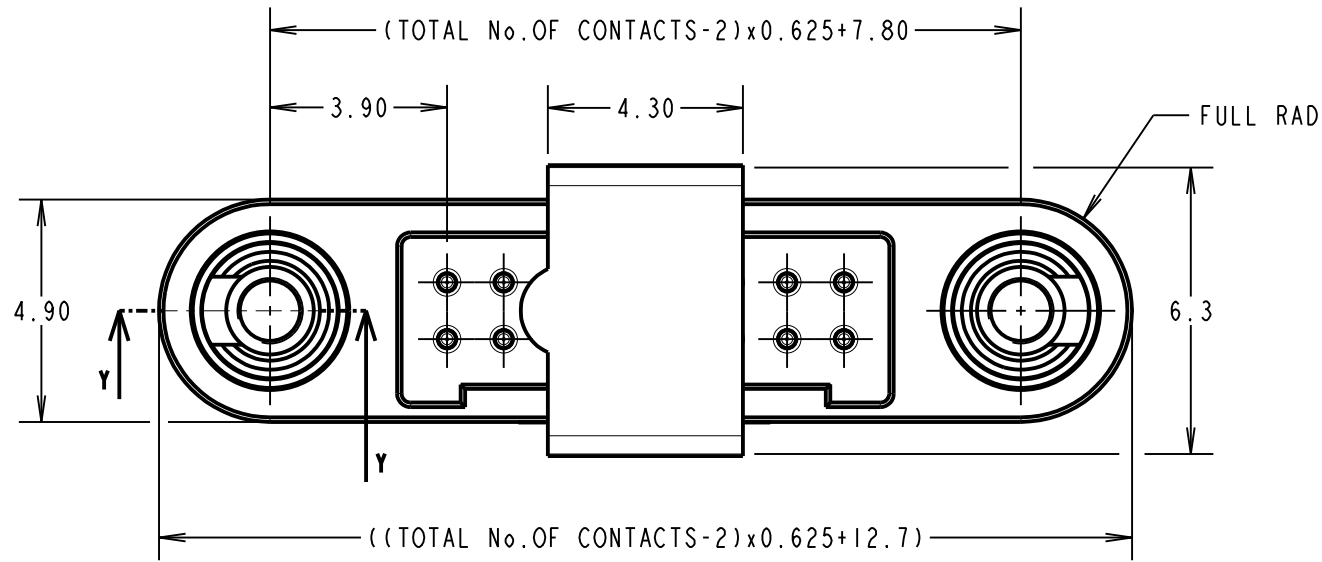 (TOTAL No.OF CONTACTS-2)x0.625+7.80
3.90
4.30
FULL RAD
4.90
6.3
Y
Y
((TOTAL No.OF CONTACTS-2)x0.625+12.7)